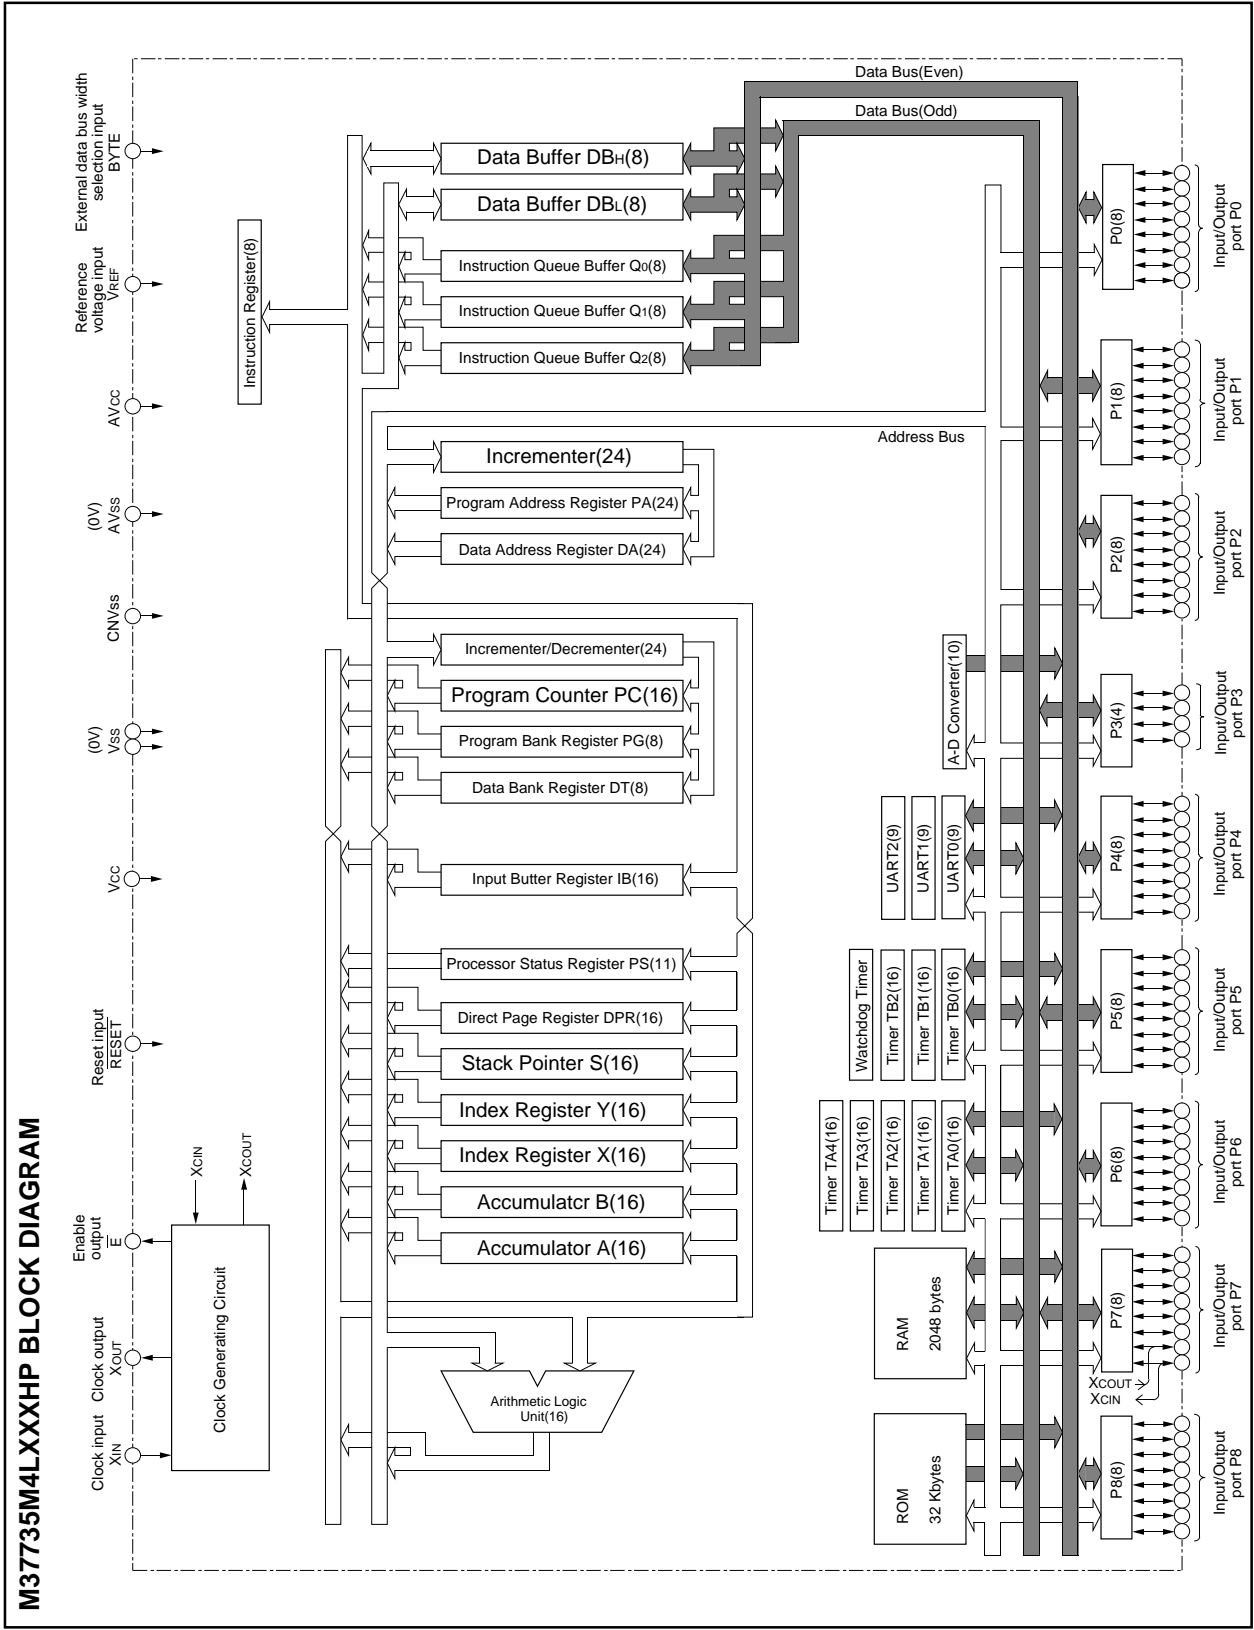 M37735M4LXXXHP BLOCK DIAGRAM
Clock input
XIN
Clock output
XOUT
Enable
output
E
Reset input
RESET
VCC
(0V)
VSS
CNVSS
(0V)
AVSS
AVCC
Reference
voltage input
VREF
External data bus width
selection input
BYTE
Clock Generating Circuit
XCIN
XCOUT
Instruction Register(8)
Data Buffer DBH(8)
Data Buffer DBL(8)
Instruction Queue Buffer Q0(8)
Instruction Queue Buffer Q1(8)
Instruction Queue Buffer Q2(8)
Incrementer(24)
Program Address Register PA(24)
Data Address Register DA(24)
Incrementer/Decrementer(24)
Program Counter PC(16)
Program Bank Register PG(8)
Data Bank Register DT(8)
Input Butter Register IB(16)
Processor Status Register PS(11)
Direct Page Register DPR(16)
Stack Pointer S(16)
Index Register Y(16)
Index Register X(16)
Accumulatcr B(16)
Accumulator A(16)
Arithmetic Logic
Unit(16)
Data Bus(Even)
Data Bus(Odd)
Address Bus
A-D Converter(10)
UART2(9)
UART1(9)
UART0(9)
Watchdog Timer
Timer TB2(16)
Timer TB1(16)
Timer TB0(16)
Timer TA4(16)
Timer TA3(16)
Timer TA2(16)
Timer TA1(16)
Timer TA0(16)
RAM
2048 bytes
ROM
32 Kbytes
P0(8)
P1(8)
P2(8)
P3(4)
P4(8)
P5(8)
P6(8)
P7(8)
P8(8)
XCOUT
XCIN
Input/Output
port P0
Input/Output
port P1
Input/Output
port P2
Input/Output
port P3
Input/Output
port P4
Input/Output
port P5
Input/Output
port P6
Input/Output
port P7
Input/Output
port P8